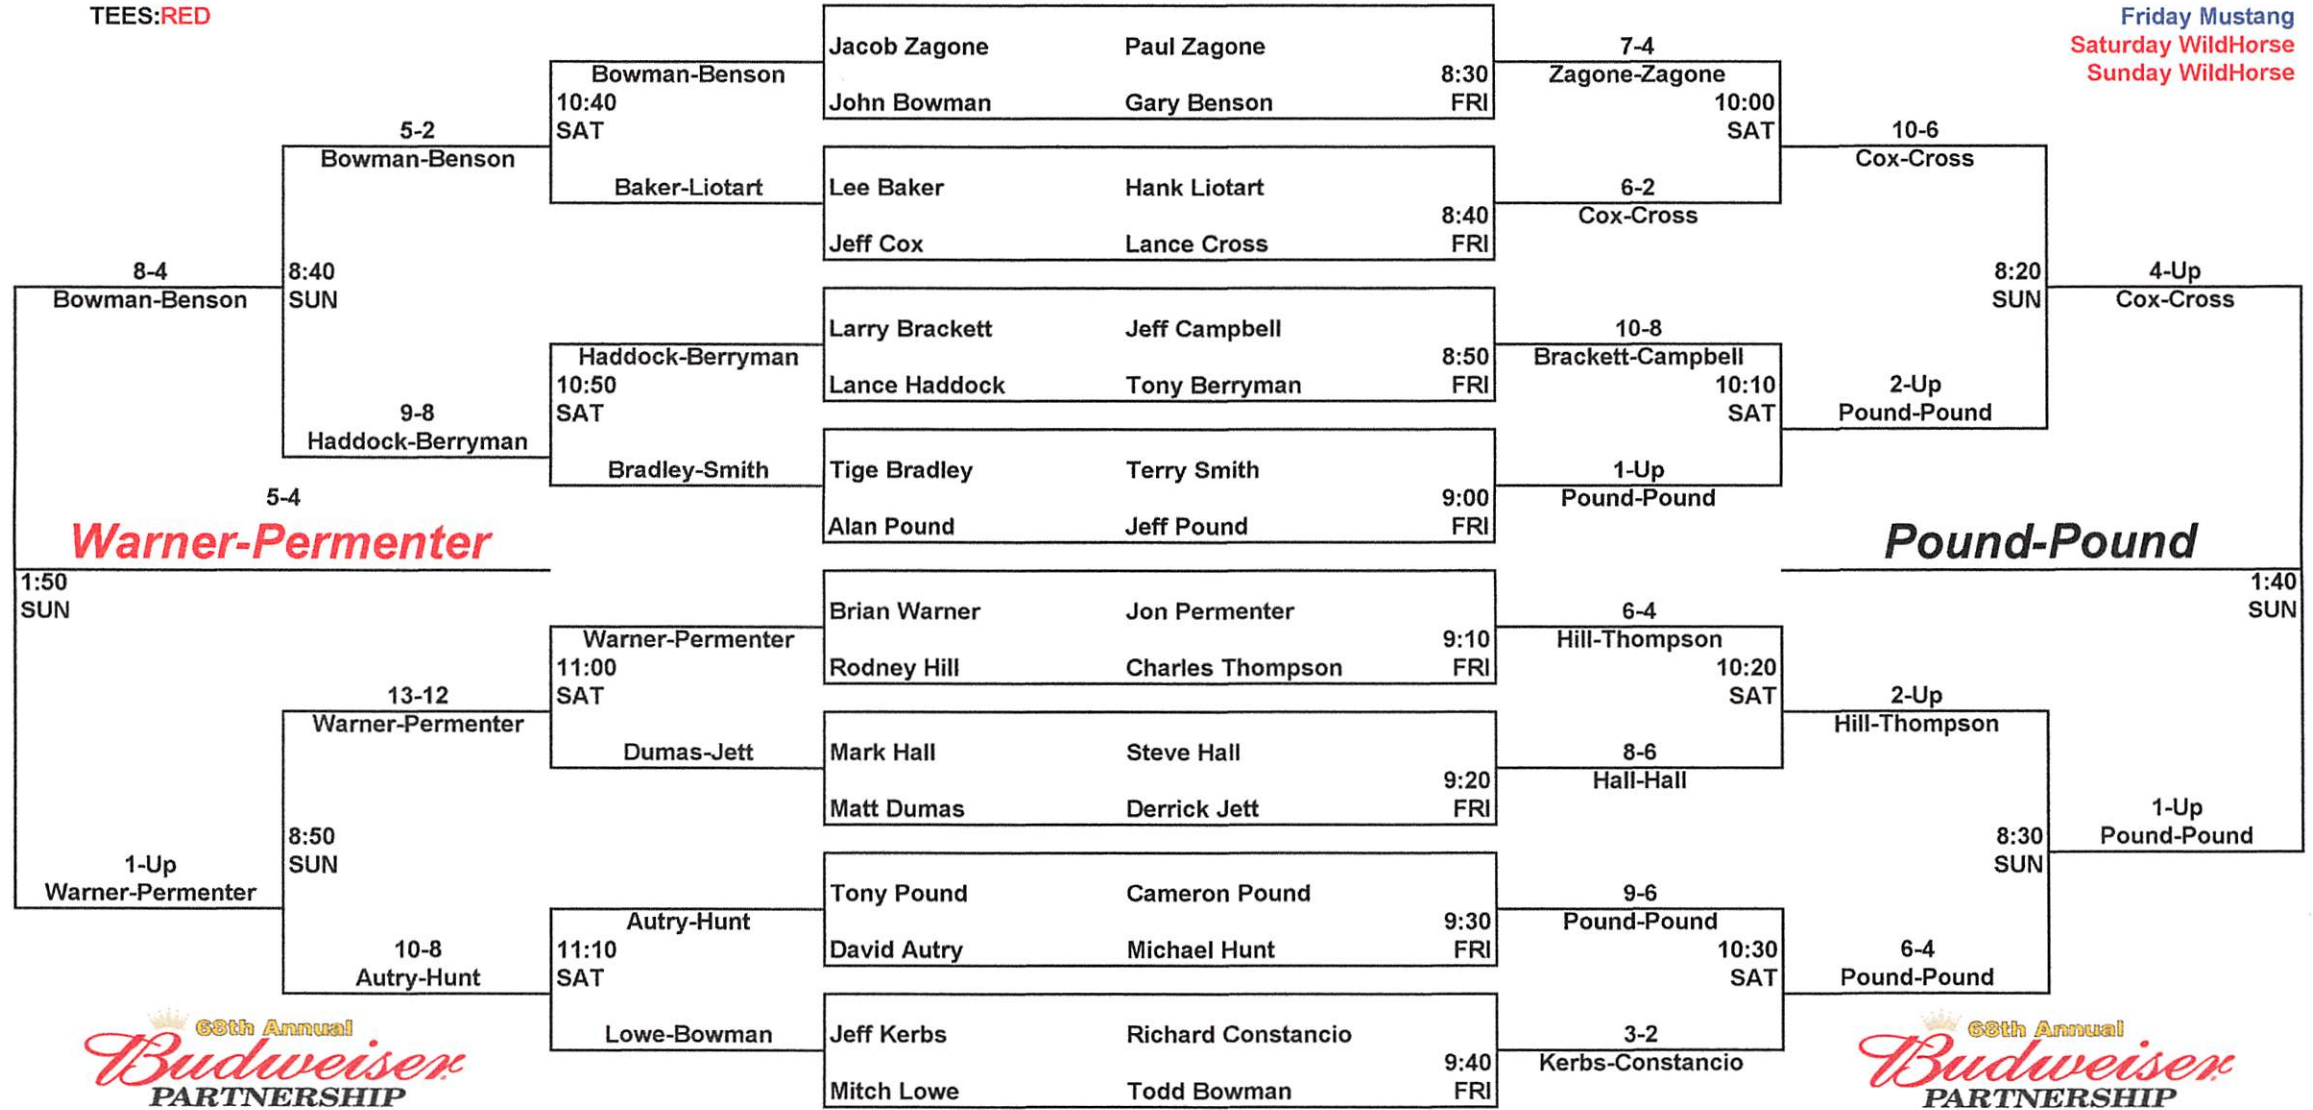 TEES:RED
Friday Mustang
Saturday WildHorse
Sunday WildHorse
Jacob Zagone Paul Zagone
8:30
John Bowman Gary Benson FRI
Lee Baker Hank Liotart
8:40
Jeff Cox Lance Cross FRI
Larry Brackett Jeff Campbell
8:50
Lance Haddock Tony Berryman FRI
Tige Bradley Terry Smith
9:00
Alan Pound Jeff Pound FRI
Brian Warner Jon Permenter
9:10
Rodney Hill Charles Thompson FRI
Mark Hall Steve Hall
9:20
Matt Dumas Derrick Jett FRI
Tony Pound Cameron Pound
9:30
David Autry Michael Hunt FRI
Jeff Kerbs Richard Constancio
9:40
Mitch Lowe Todd Bowman FRI
Bowman-Benson
10:40
SAT
Baker-Liotart
Haddock-Berryman
10:50
SAT
Bradley-Smith
Warner-Permenter
11:00
SAT
Dumas-Jett
Autry-Hunt
11:10
SAT
Lowe-Bowman
5-2
Bowman-Benson
8:40
SUN
9-8
Haddock-Berryman
13-12
Warner-Permenter
8:50
SUN
10-8
Autry-Hunt
8-4
Bowman-Benson
5-4
Warner-Permenter
1:50
SUN
1-Up
Warner-Permenter
7-4
Zagone-Zagone
10:00
SAT
6-2
Cox-Cross
10-8
Brackett-Campbell
10:10
SAT
1-Up
Pound-Pound
6-4
Hill-Thompson
10:20
SAT
8-6
Hall-Hall
9-6
Pound-Pound
10:30
SAT
3-2
Kerbs-Constancio
10-6
Cox-Cross
8:20
SUN
2-Up
Pound-Pound
2-Up
Hill-Thompson
8:30
SUN
6-4
Pound-Pound
4-Up
Cox-Cross
Pound-Pound
1:40
SUN
1-Up
Pound-Pound
68th Annual
Budweiser
PARTNERSHIP
68th Annual
Budweiser
PARTNERSHIP